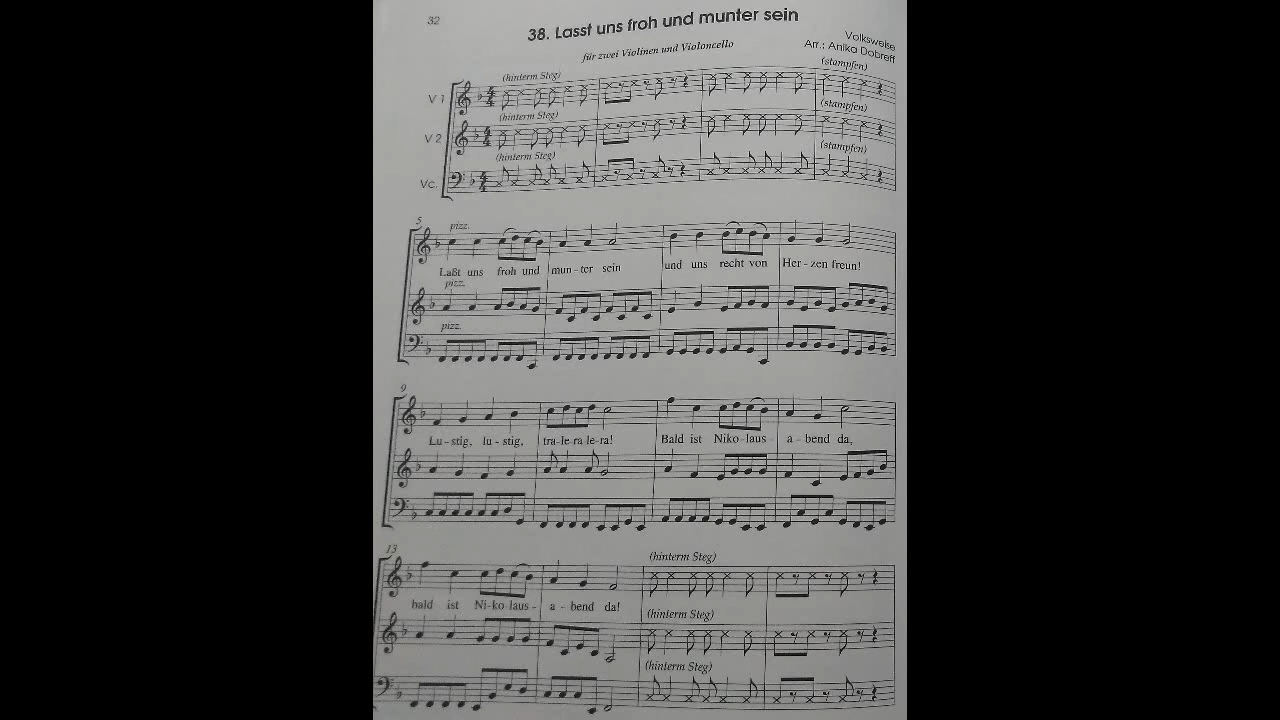 32
38. Lasst uns froh und munter sein
für zwei Violinen und Violoncello
Volksweise
Arr.: Anika Dobreff
(hinterm Steg) (stampfen)
V 1
(hinterm Steg) (stampfen)
V 2
(hinterm Steg) (stampfen)
Vc.
5
pizz.
Laßt uns froh und mun - ter sein und uns recht von Her - zen freun!
pizz.
pizz.
9
Lu - stig, lu - stig, tra-le-ra le-ra! Bald ist Niko-laus a - bend da,
13
(hinterm Steg)
bald ist Ni-ko laus - a - bend da!
(hinterm Steg)
(hinterm Steg)